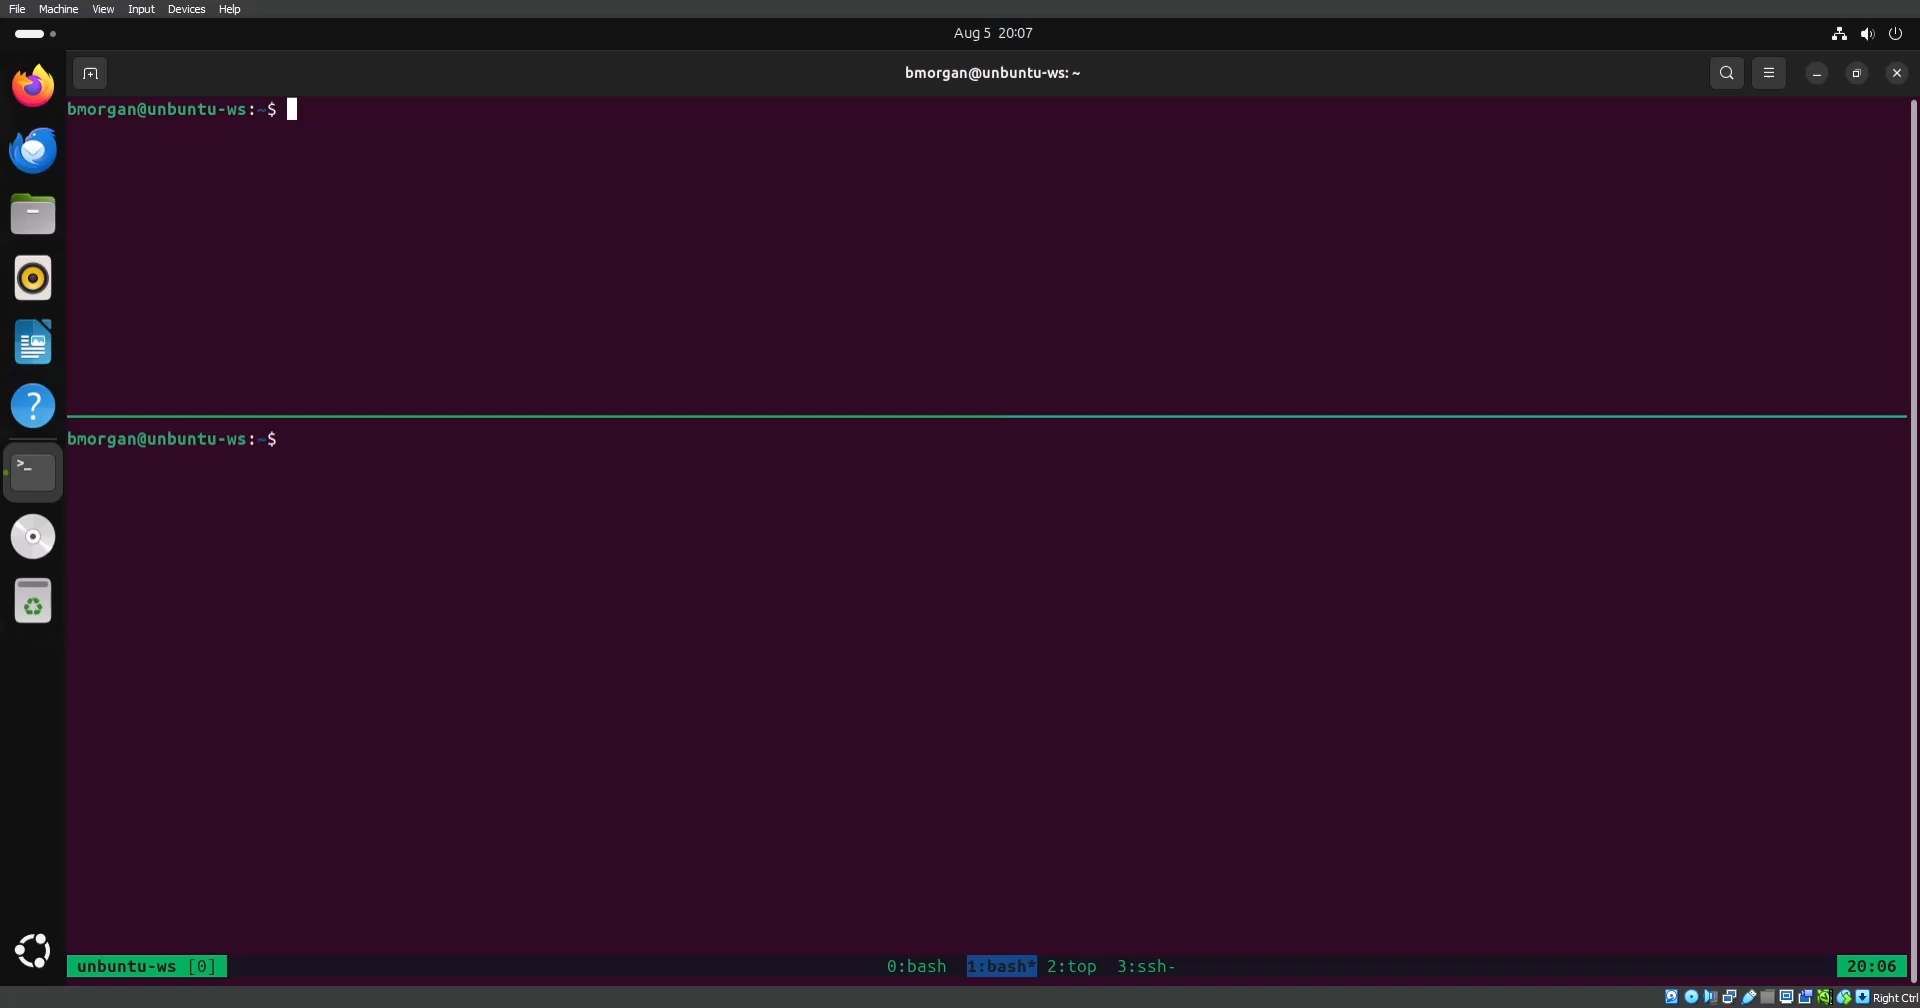 File Machine View Input Devices Help
Aug 5 20:07
bmorgan@unbuntu-ws: ~
bmorgan@unbuntu-ws:~$
bmorgan@unbuntu-ws:~$
unbuntu-ws [0] 0:bash 1:bash* 2:top 3:ssh- 20:06
Right Ctrl